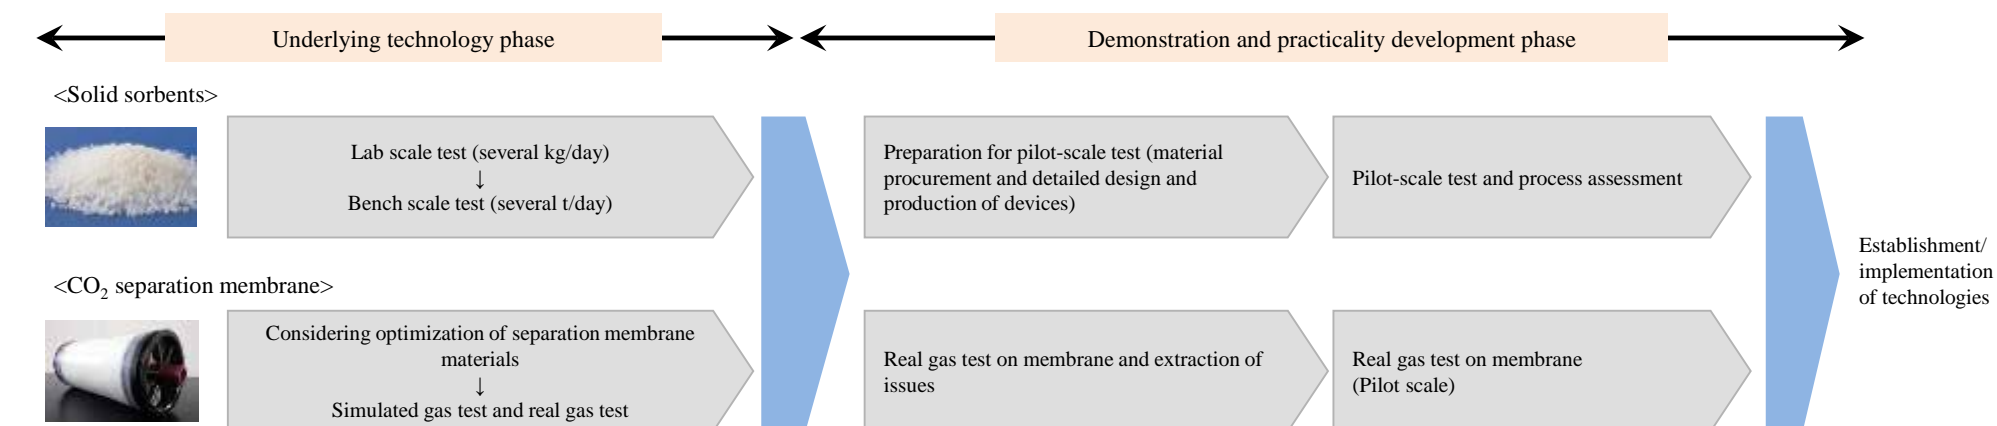 Underlying technology phase
Demonstration and practicality development phase
<Solid sorbents>
Lab scale test (several kg/day)
↓
Bench scale test (several t/day)
Preparation for pilot-scale test (material
procurement and detailed design and
production of devices)
Pilot-scale test and process assessment
<CO₂ separation membrane>
Considering optimization of separation membrane
materials
↓
Simulated gas test and real gas test
Real gas test on membrane and extraction of
issues
Real gas test on membrane
(Pilot scale)
Establishment/
implementation
of technologies